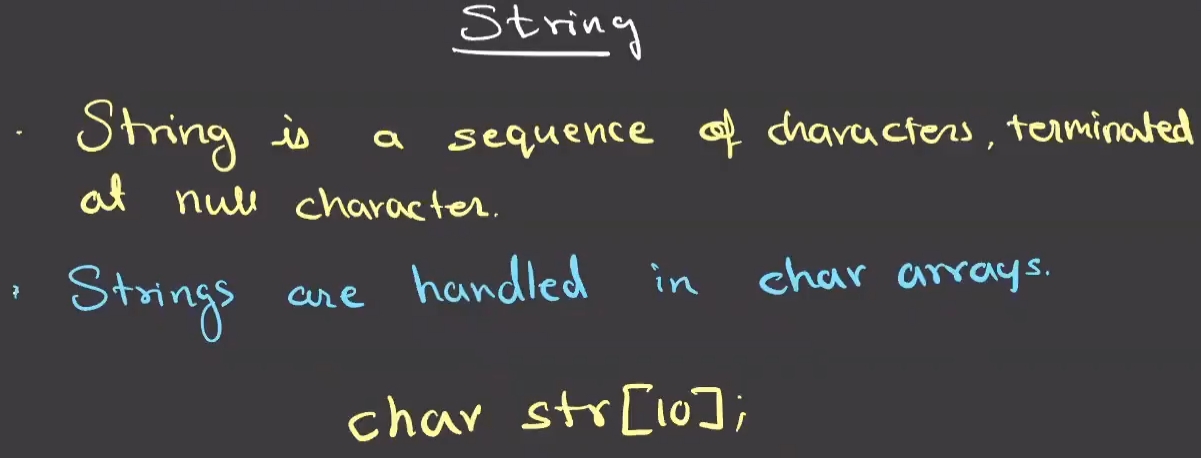 String
· String is a sequence of characters, terminated
at null character.
· Strings are handled in char arrays.
char str[10];